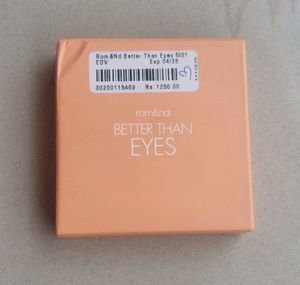 Rom&Nd Better Than Eyes M01
EDV Exp.04/26
00200115469 Rs.1250.00
rom&nd
BETTER THAN
EYES